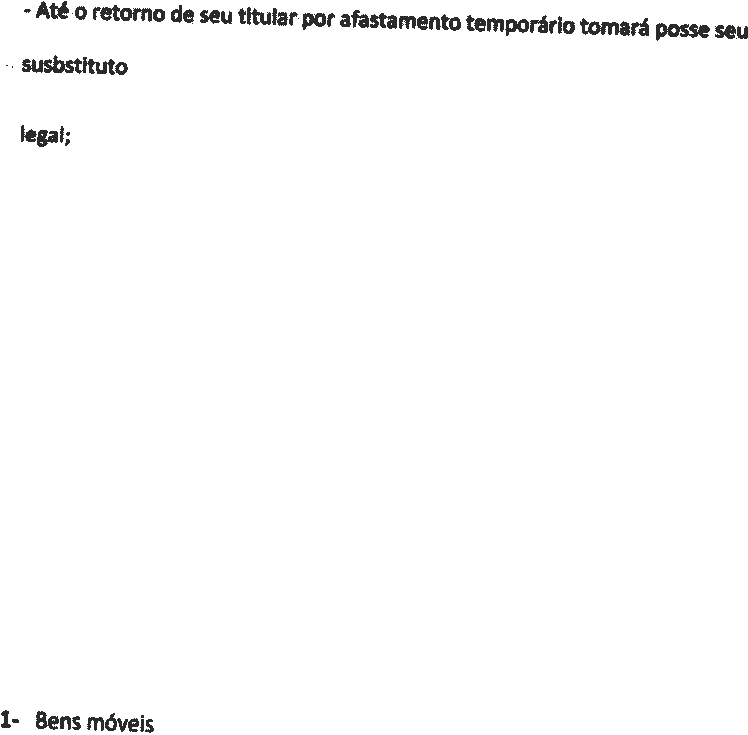 - Até o retorno de seu titular por afastamento temporário tomará posse seu
susbstituto
legal;
1- Bens móveis